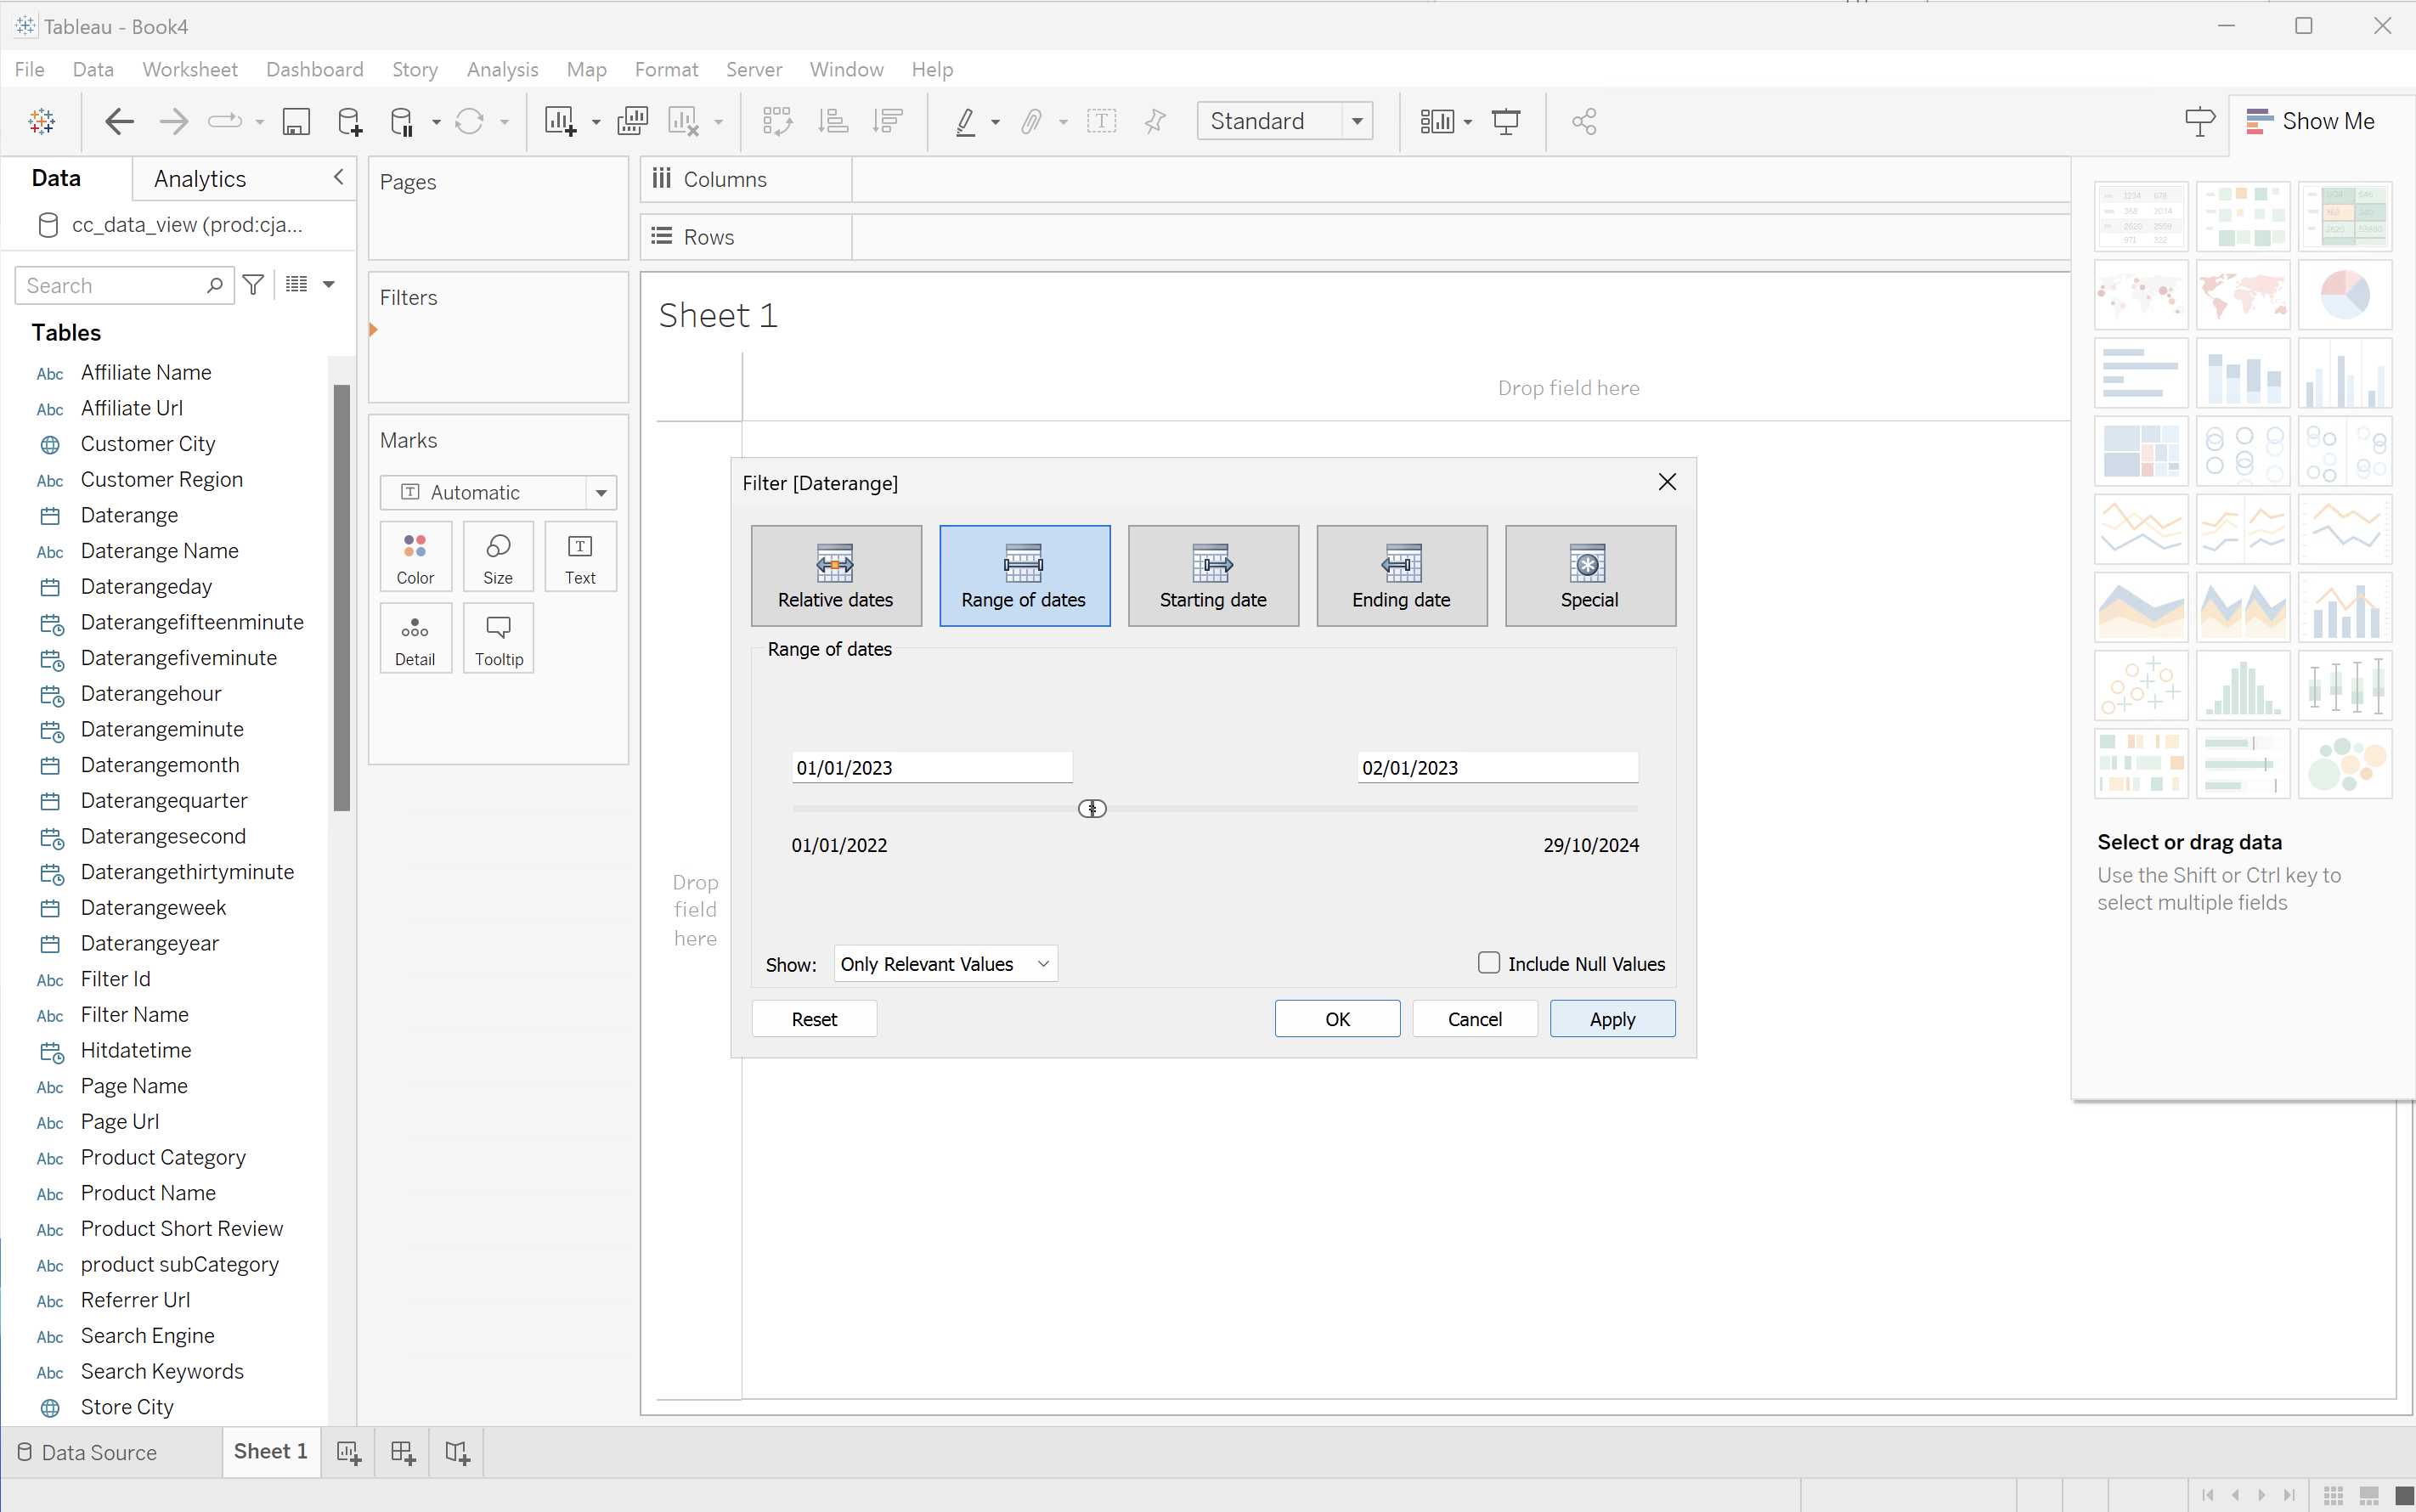 Tableau - Book4
File Data Worksheet Dashboard Story Analysis Map Format Server Window Help
Standard
Show Me
Data
Analytics
cc_data_view (prod:cja...
Search
Tables
Abc Affiliate Name
Abc Affiliate Url
Customer City
Abc Customer Region
Daterange
Abc Daterange Name
Daterangeday
Daterangefifteenminute
Daterangefiveminute
Daterangehour
Daterangeminute
Daterangemonth
Daterangequarter
Daterangesecond
Daterangethirtyminute
Daterangeweek
Daterangeyear
Abc Filter Id
Abc Filter Name
Hitdatetime
Abc Page Name
Abc Page Url
Abc Product Category
Abc Product Name
Abc Product Short Review
Abc product subCategory
Abc Referrer Url
Abc Search Engine
Abc Search Keywords
Store City
Pages
Filters
Marks
Automatic
Color Size Text
Detail Tooltip
Columns
Rows
Sheet 1
Drop field here
Drop
field
here
Filter [Daterange]
Relative dates
Range of dates
Starting date
Ending date
Special
Range of dates
01/01/2023
02/01/2023
01/01/2022
29/10/2024
Show: Only Relevant Values
Include Null Values
Reset
OK
Cancel
Apply
Select or drag data
Use the Shift or Ctrl key to
select multiple fields
Data Source
Sheet 1